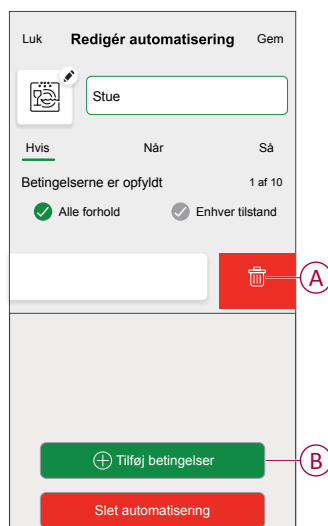 Luk Redigér automatisering Gem
Stue
Hvis Når Så
Betingelserne er opfyldt 1 af 10
Alle forhold Enhver tilstand
A
Tilføj betingelser B
Slet automatisering